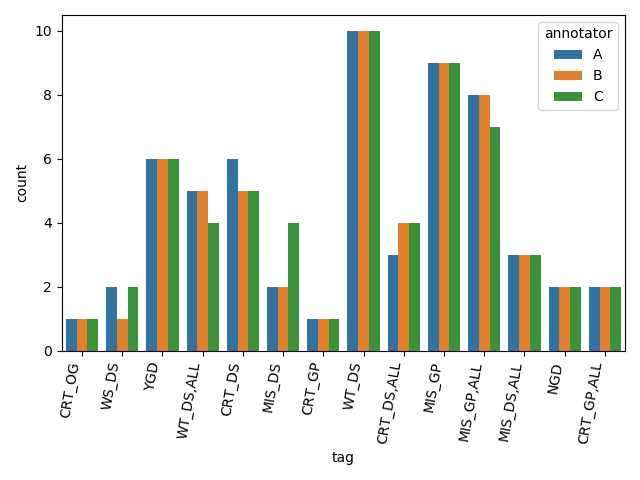 annotator
A
B
C
count
10
8
6
4
2
0
CRT_OG
WS_DS
YGD
WT_DS,ALL
CRT_DS
MIS_DS
CRT_GP
WT_DS
CRT_DS,ALL
MIS_GP
MIS_GP,ALL
MIS_DS,ALL
NGD
CRT_GP,ALL
tag